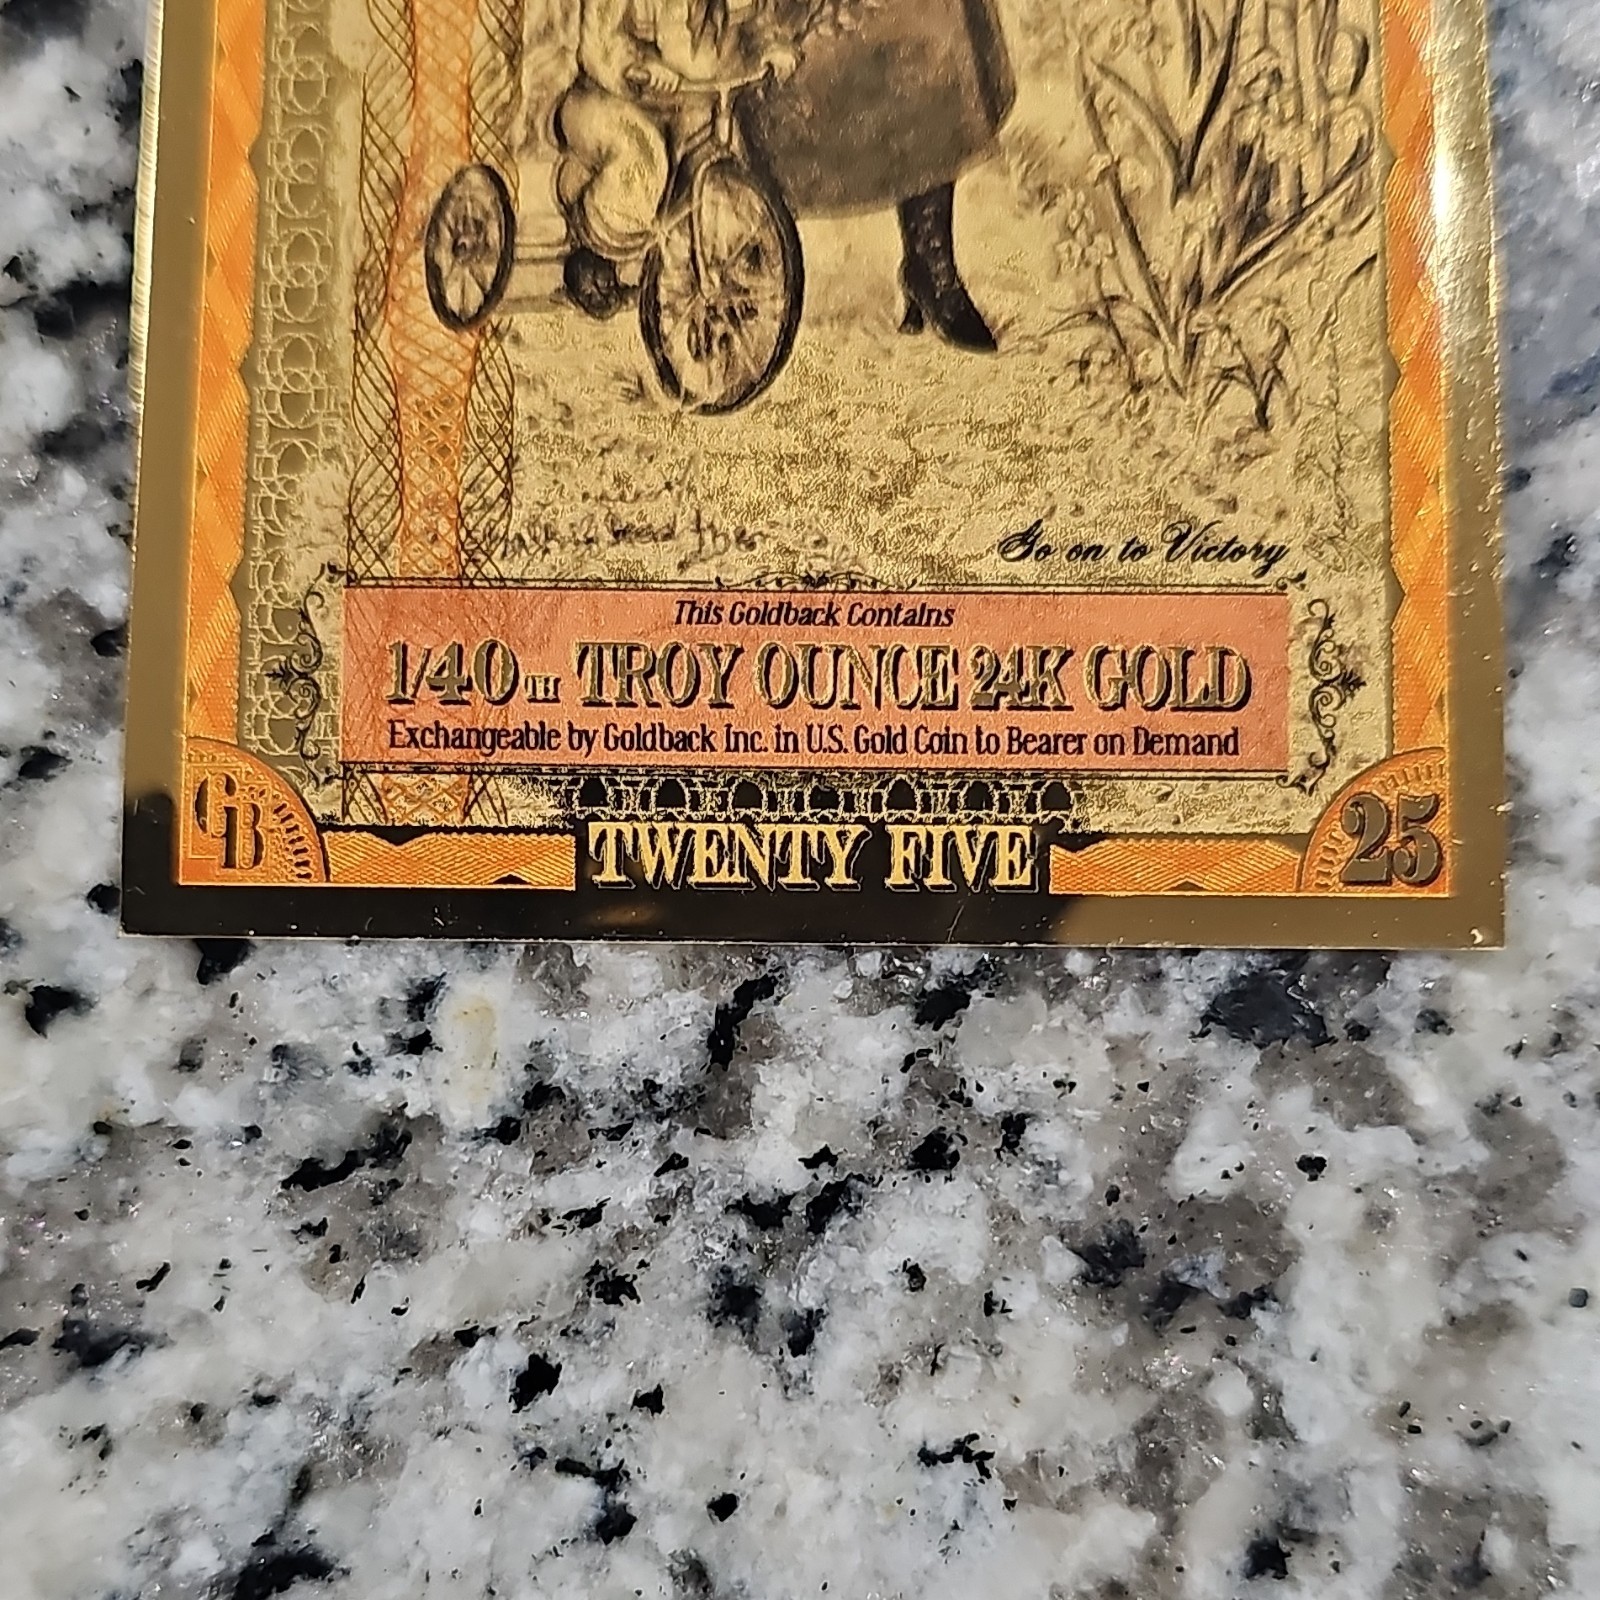 Go on to Victory
This Goldback Contains
1/40TH TROY OUNCE 24K GOLD
Exchangeable by Goldback Inc. in U.S. Gold Coin to Bearer on Demand
GB
TWENTY FIVE
25